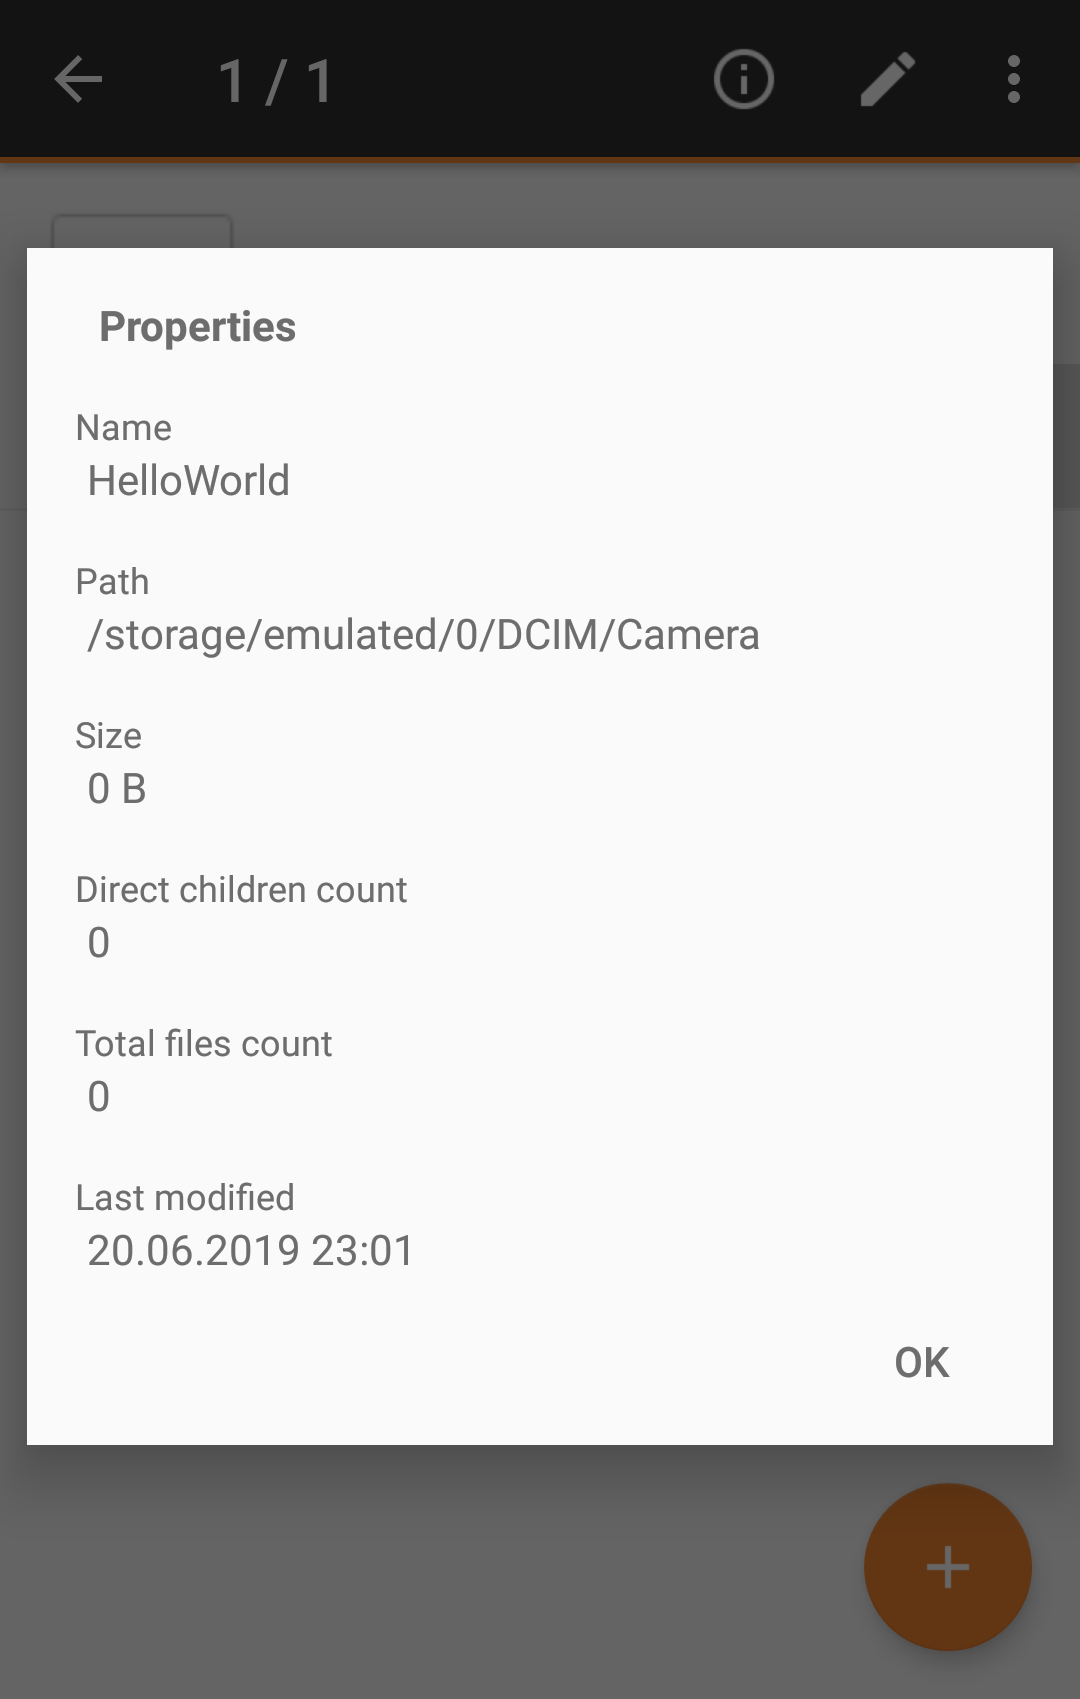 1 / 1
Properties
Name
HelloWorld
Path
/storage/emulated/0/DCIM/Camera
Size
0 B
Direct children count
0
Total files count
0
Last modified
20.06.2019 23:01
OK